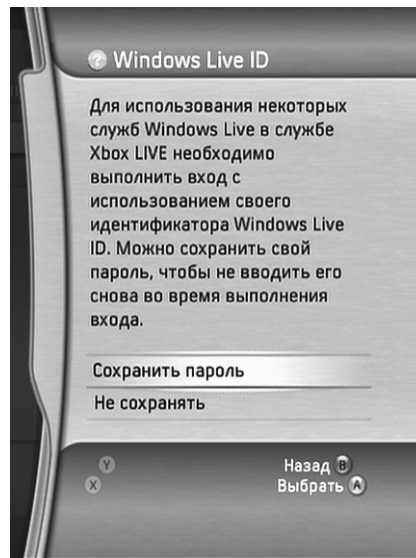 Windows Live ID
Для использования некоторых
служб Windows Live в службе
Xbox LIVE необходимо
выполнить вход с
использованием своего
идентификатора Windows Live
ID. Можно сохранить свой
пароль, чтобы не вводить его
снова во время выполнения
входа.
Сохранить пароль
Не сохранять
Y
Назад B
X
Выбрать A